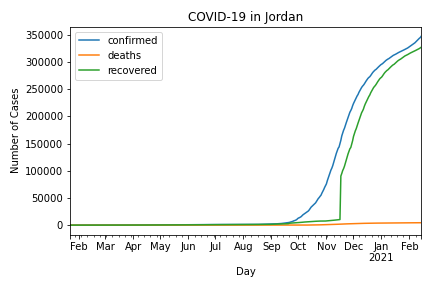 COVID-19 in Jordan
confirmed
deaths
recovered
Number of Cases
350000
300000
250000
200000
150000
100000
50000
0
Feb Mar Apr May Jun Jul Aug Sep Oct Nov Dec Jan Feb
2021
Day